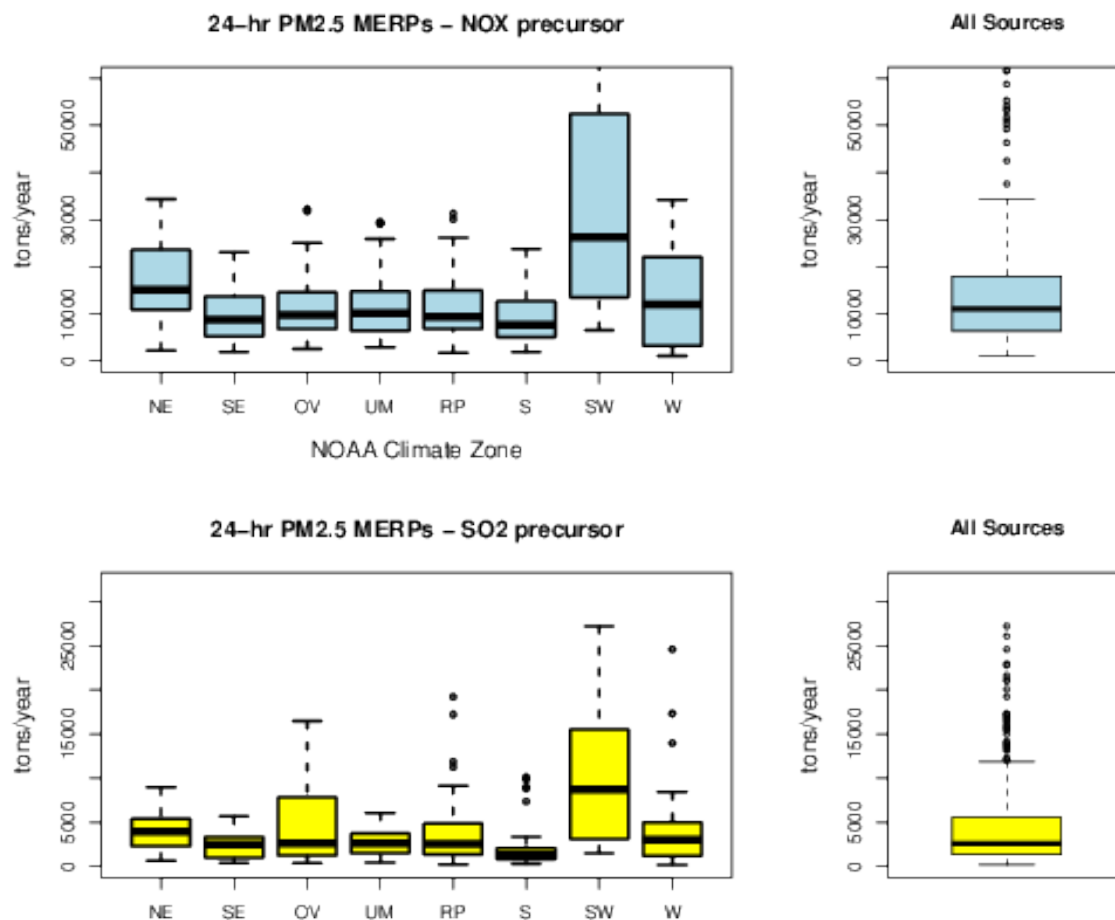 24-hr PM2.5 MERPs - NOX precursor
All Sources
tons/year
50000
30000
10000
0
NE SE OV UM RP S SW W
NOAA Climate Zone
tons/year
50000
30000
10000
0
24-hr PM2.5 MERPs - SO2 precursor
All Sources
tons/year
25000
15000
5000
0
NE SE OV UM RP S SW W
tons/year
25000
15000
5000
0